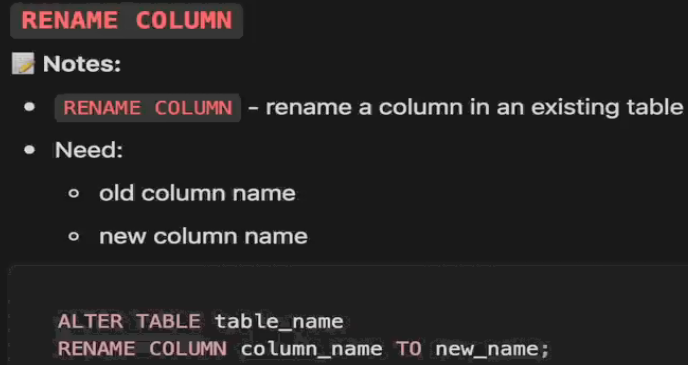 RENAME COLUMN
📝 Notes:
• RENAME COLUMN - rename a column in an existing table
• Need:
◦ old column name
◦ new column name
ALTER TABLE table_name
RENAME COLUMN column_name TO new_name;